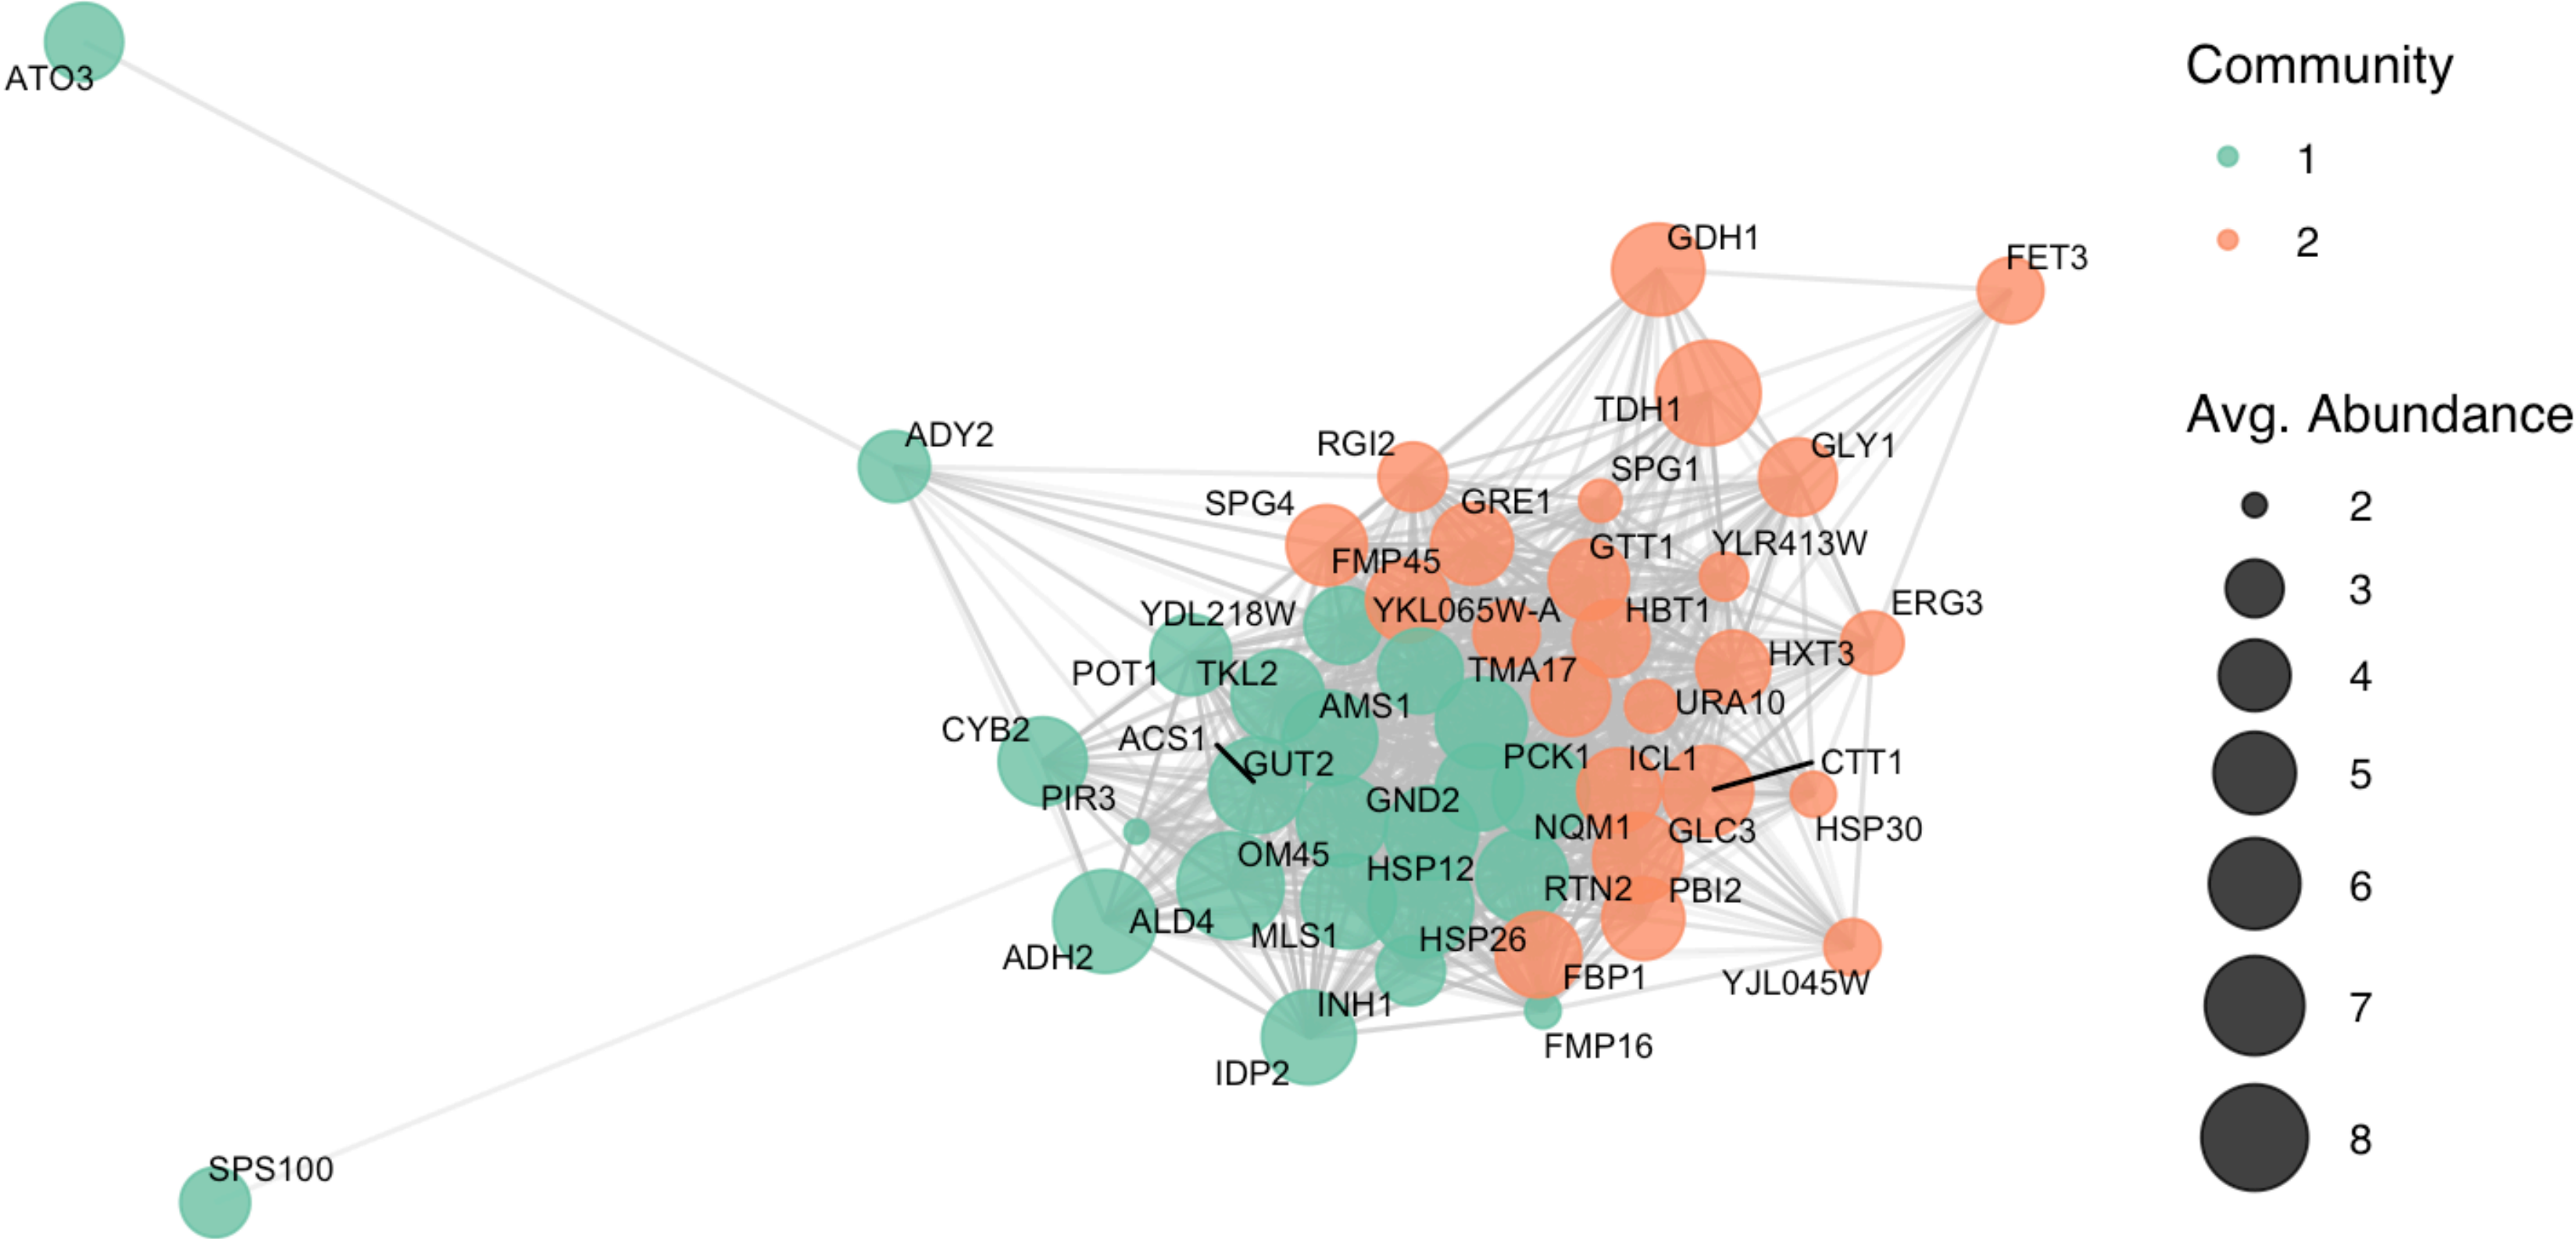 ATO3
Community
1
2
GDH1
FET3
Avg. Abundance
TDH1
ADY2
RGI2
GLY1
SPG1
SPG4
GRE1
2
GTT1
YLR413W
FMP45
3
YDL218W
YKL065W-A
HBT1
ERG3
POT1
TKL2
TMA17
HXT3
4
AMS1
URA10
CYB2
ACS1
GUT2
PCK1
ICL1
CTT1
5
PIR3
GND2
NQM1
GLC3
HSP30
OM45
HSP12
RTN2
PBI2
6
ALD4
MLS1
HSP26
ADH2
FBP1
YJL045W
INH1
7
FMP16
IDP2
SPS100
8